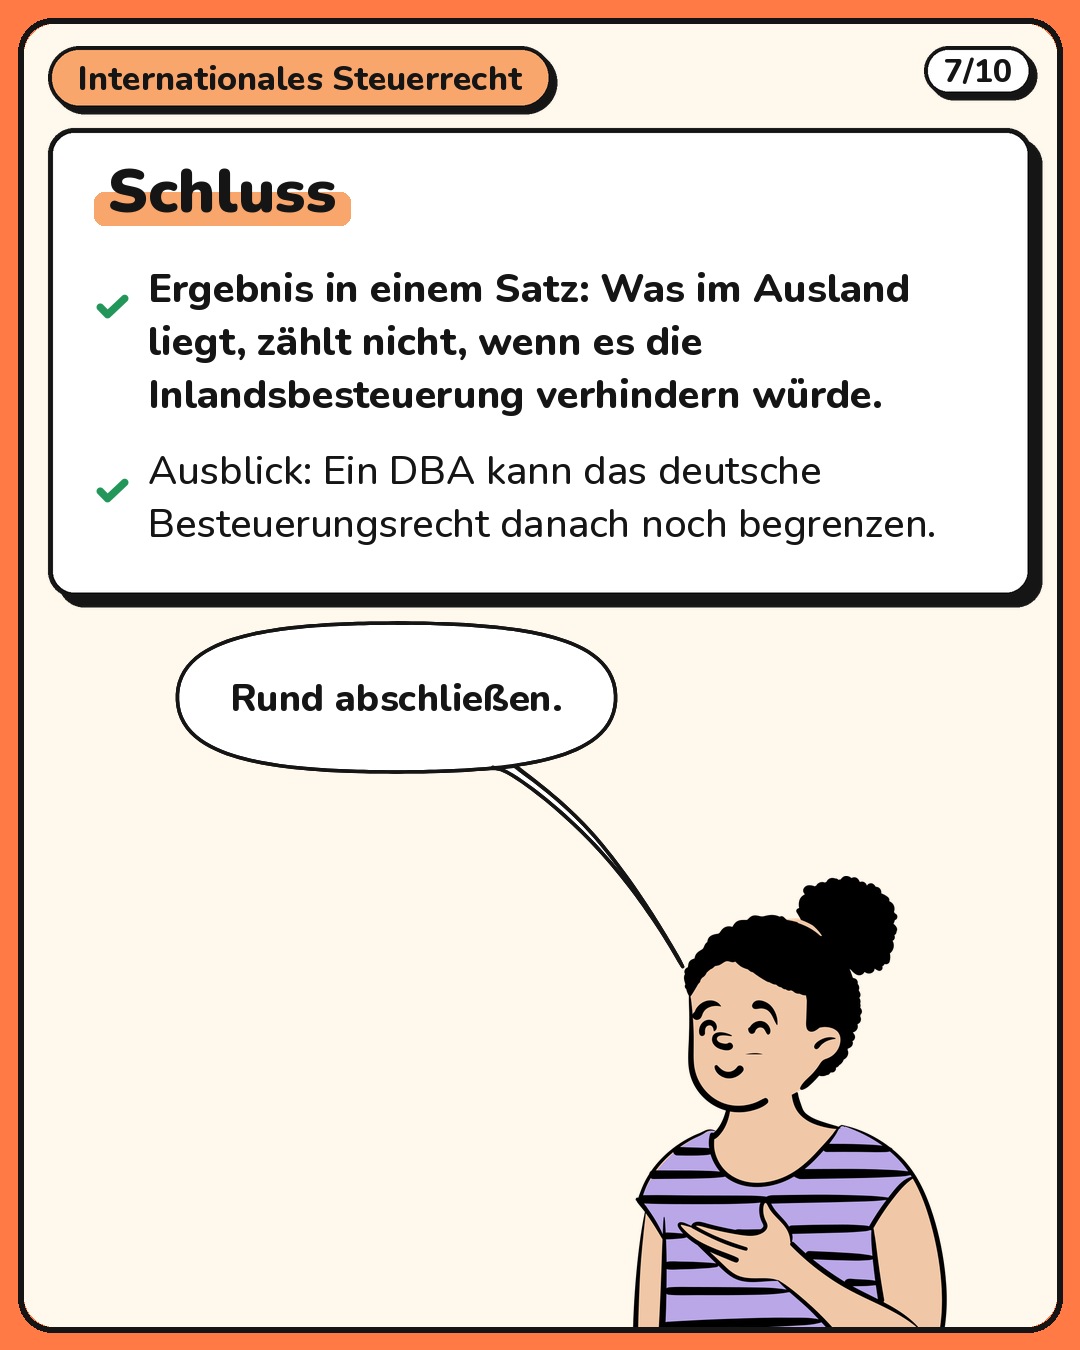 Internationales Steuerrecht
7/10
Schluss
Ergebnis in einem Satz: Was im Ausland
liegt, zählt nicht, wenn es die
Inlandsbesteuerung verhindern würde.
Ausblick: Ein DBA kann das deutsche
Besteuerungsrecht danach noch begrenzen.
Rund abschließen.